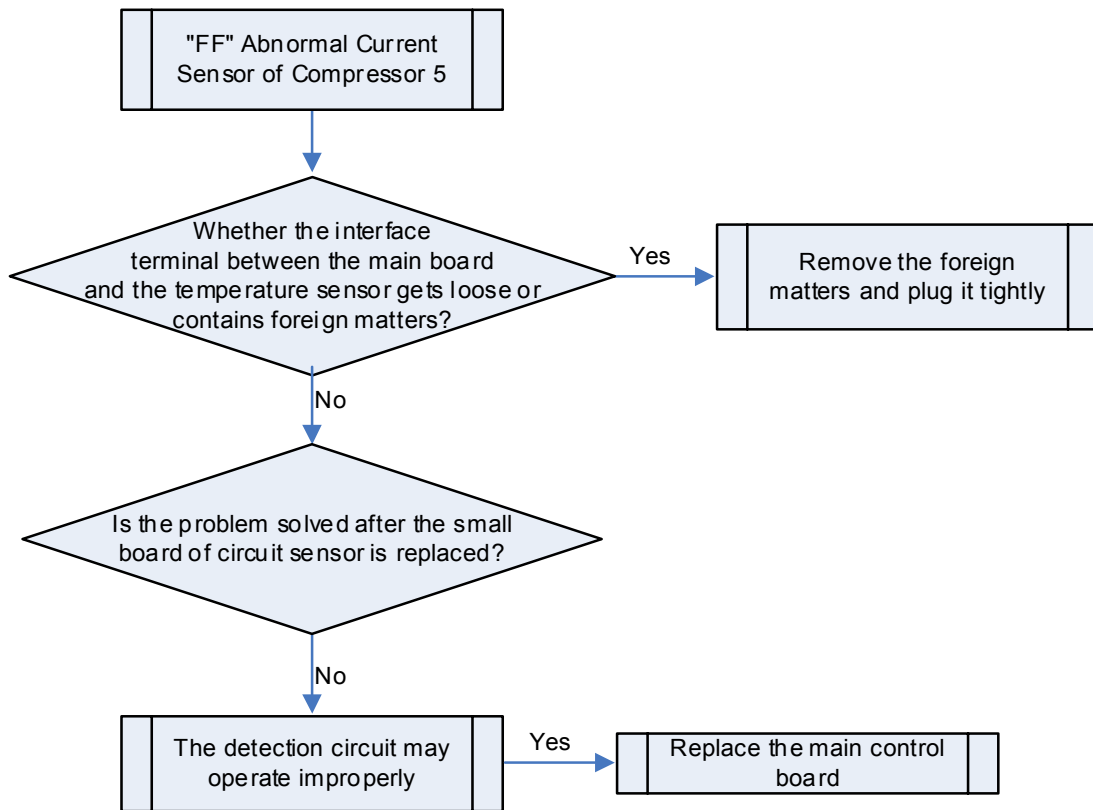 "FF" Abnormal Current
Sensor of Compressor 5
Whether the interface
terminal between the main board
and the temperature sensor gets loose or
contains foreign matters?
Yes
Remove the foreign
matters and plug it tightly
No
Is the problem solved after the small
board of circuit sensor is replaced?
No
The detection circuit may
operate improperly
Yes
Replace the main control
board